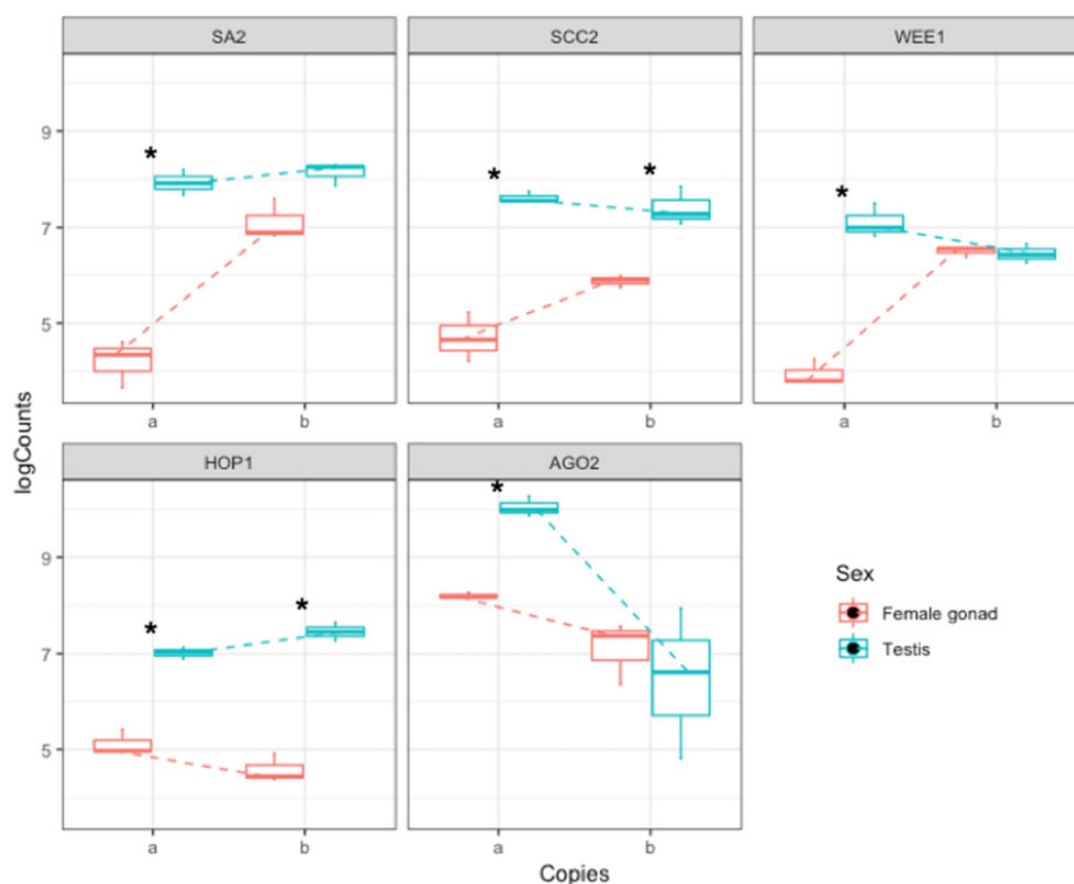 SA2 SCC2 WEE1
9
* * * *
7
5
a b a b a b
logCounts
HOP1 AGO2
*
9
* *
7
5
a b a b
Copies
Sex
Female gonad
Testis